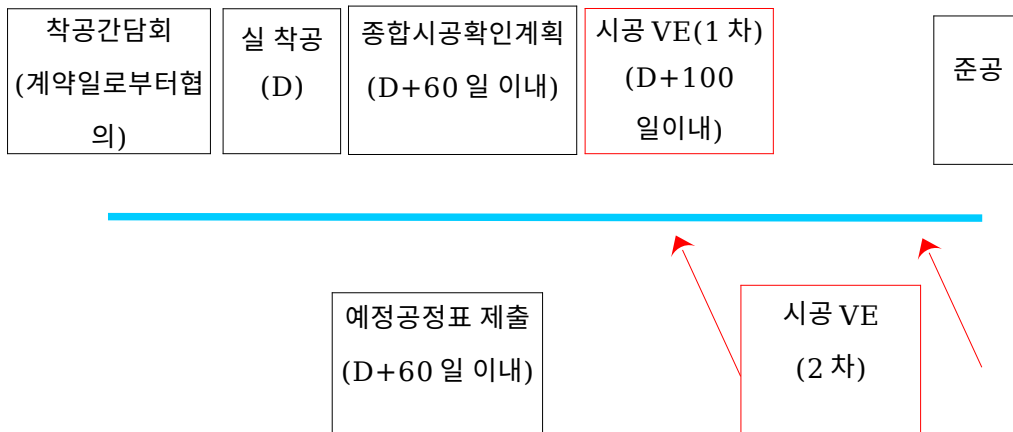 착공간담회
(계약일로부터협
의)
실 착공
(D)
종합시공확인계획
(D+60 일 이내)
시공 VE(1 차)
(D+100
일이내)
준공
예정공정표 제출
(D+60 일 이내)
시공 VE
(2 차)